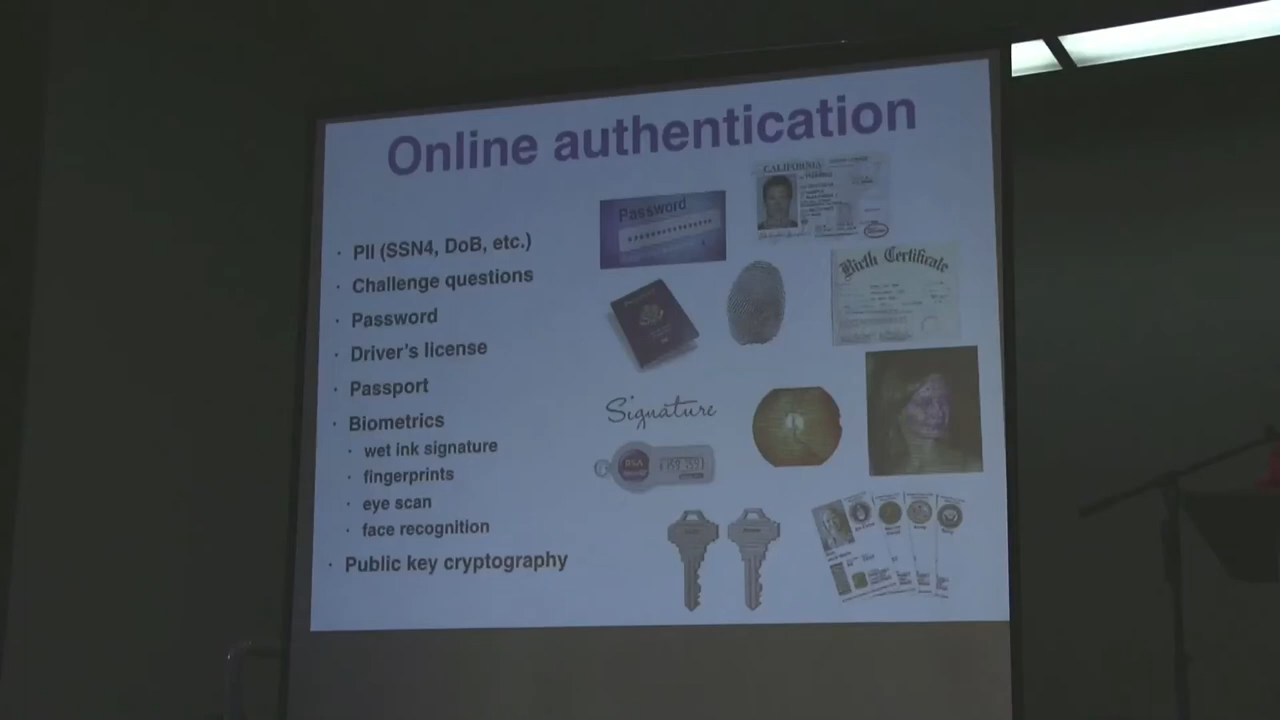 Online authentication
· PII (SSN4, DoB, etc.)
· Challenge questions
· Password
· Driver's license
· Passport
· Biometrics
· wet ink signature
· fingerprints
· eye scan
· face recognition
· Public key cryptography
Password
CALIFORNIA
Birth Certificate
Signature
RSA